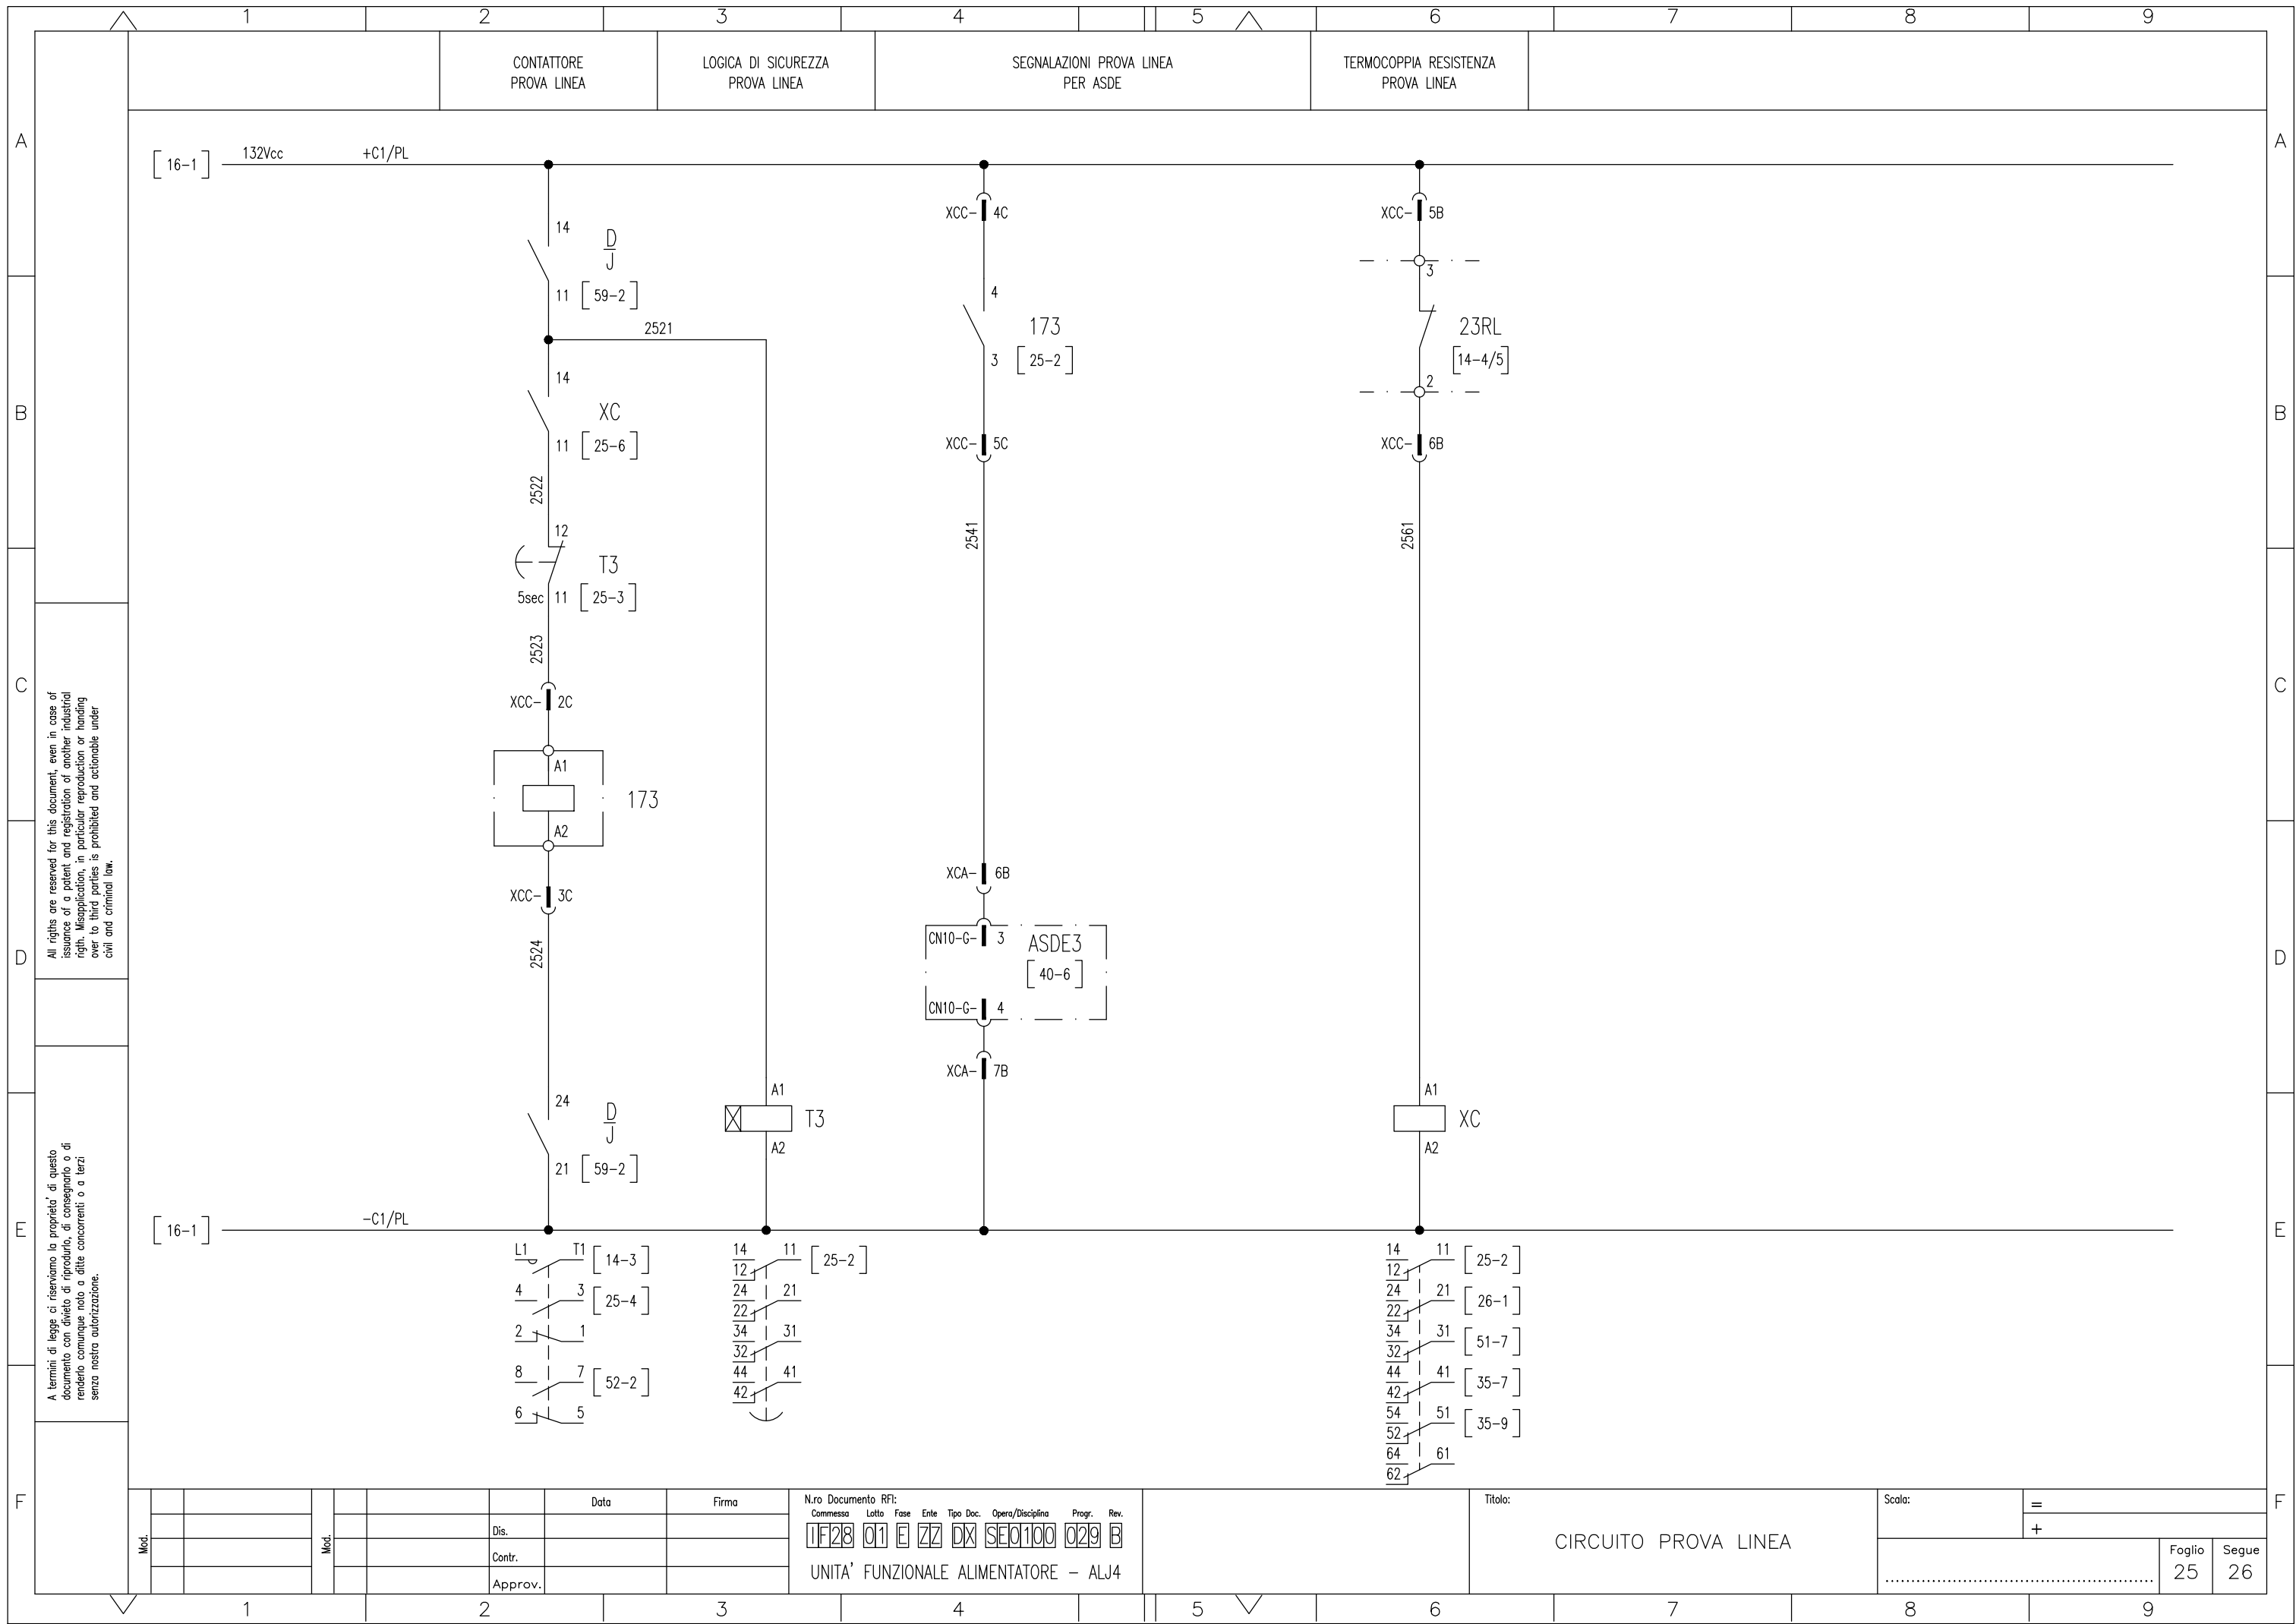 1 2 3 4 5 6 7 8 9
CONTATTORE
PROVA LINEA
LOGICA DI SICUREZZA
PROVA LINEA
SEGNALAZIONI PROVA LINEA
PER ASDE
TERMOCOPPIA RESISTENZA
PROVA LINEA
A A
B B
C C
D D
E E
F F
[ 16-1 ] 132Vcc +C1/PL
14
D
J
11 [ 59-2 ]
2521
14
XC
11 [ 25-6 ]
2522
12
T3
5sec 11 [ 25-3 ]
2523
XCC- 2C
A1
173
A2
XCC- 3C
2524
24
D
J
21 [ 59-2 ]
A1
T3
A2
XCC- 4C
4
173
3 [ 25-2 ]
XCC- 5C
2541
XCA- 6B
CN10-G- 3 ASDE3
[ 40-6 ]
CN10-G- 4
XCA- 7B
XCC- 5B
3
23RL
[14-4/5]
2
XCC- 6B
2561
A1
XC
A2
[ 16-1 ] -C1/PL
L1 T1 [ 14-3 ]
4 3 [ 25-4 ]
2 1
8 7 [ 52-2 ]
6 5
14 11 [ 25-2 ]
12
24 21
22
34 31
32
44 41
42
14 11 [ 25-2 ]
12
24 21 [ 26-1 ]
22
34 31 [ 51-7 ]
32
44 41 [ 35-7 ]
42
54 51 [ 35-9 ]
52
64 61
62
All rigths are reserved for this document, even in case of
issuance of a patent and registration of another industrial
rigth. Misapplication, in particular reproduction or handing
over to third parties is prohibited and actionable under
civil and criminal law.
A termini di legge ci riserviamo la proprieta' di questo
documento con divieto di riprodurlo, di consegnarlo o di
renderlo comunque noto a ditte concorrenti o a terzi
senza nostra autorizzazione.
Mod.
Mod.
Data Firma
Dis.
Contr.
Approv.
N.ro Documento RFI:
Commessa Lotto Fase Ente Tipo Doc. Opera/Disciplina Progr. Rev.
IF28 01 E ZZ DX SE0100 029 B
UNITA' FUNZIONALE ALIMENTATORE - ALJ4
Titolo:
CIRCUITO PROVA LINEA
Scala:
=
+
Foglio
25
Segue
26
1 2 3 4 5 6 7 8 9